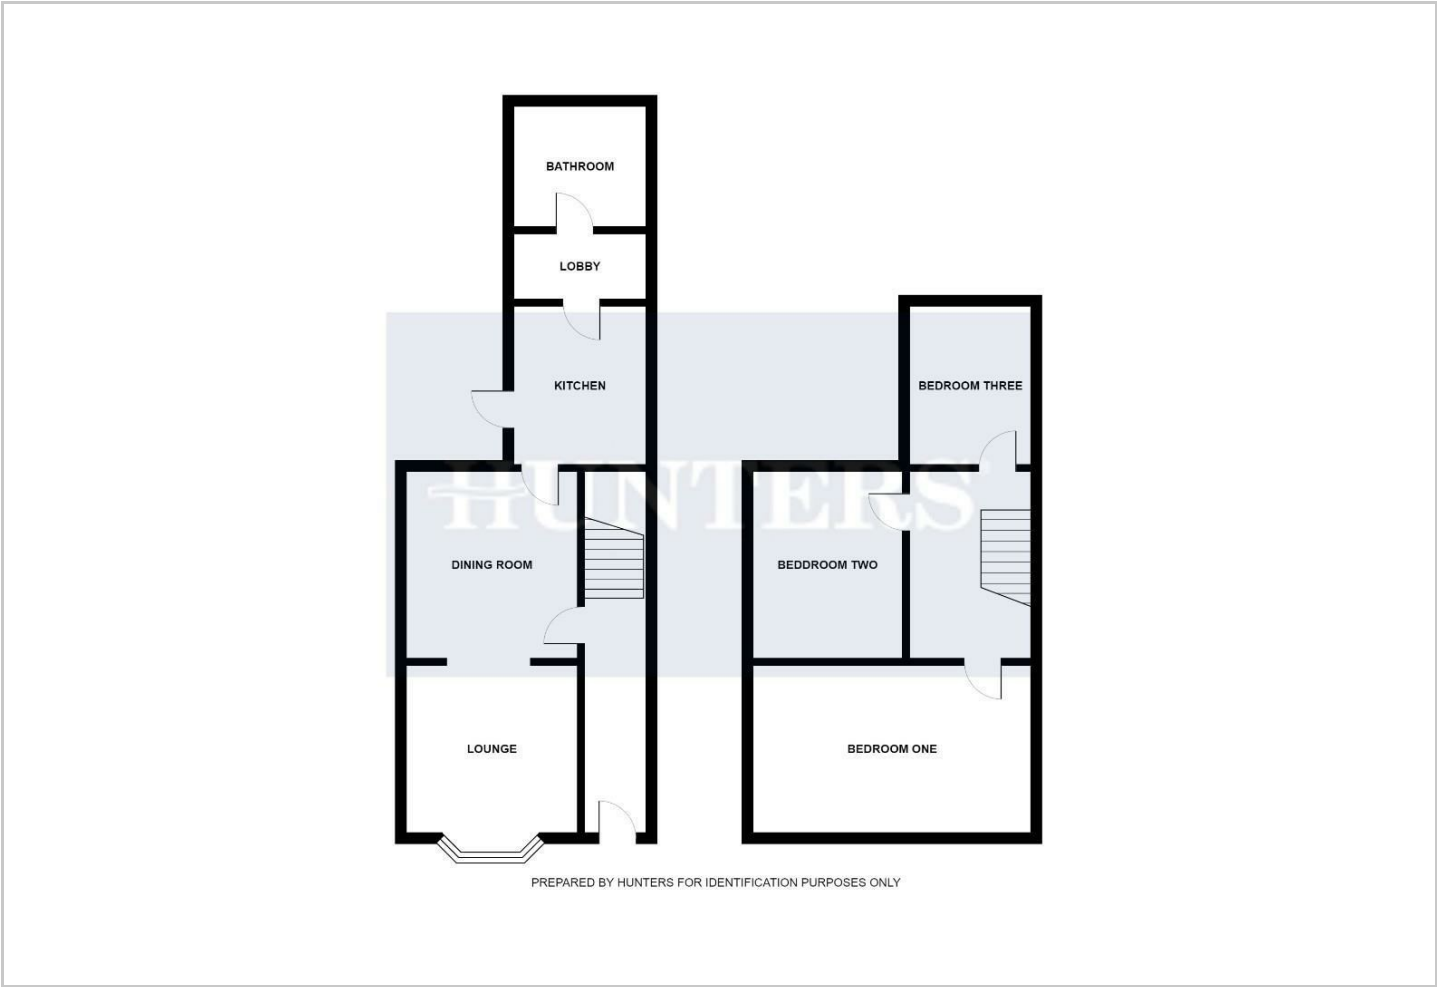 BATHROOM
LOBBY
KITCHEN
BEDROOM THREE
HUNTERS
DINING ROOM
BEDDROOM TWO
LOUNGE
BEDROOM ONE
PREPARED BY HUNTERS FOR IDENTIFICATION PURPOSES ONLY